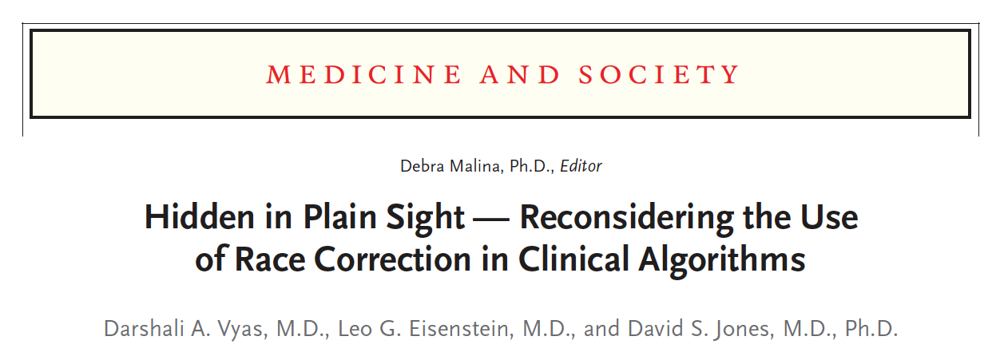 MEDICINE AND SOCIETY
Debra Malina, Ph.D., Editor
Hidden in Plain Sight — Reconsidering the Use
of Race Correction in Clinical Algorithms
Darshali A. Vyas, M.D., Leo G. Eisenstein, M.D., and David S. Jones, M.D., Ph.D.